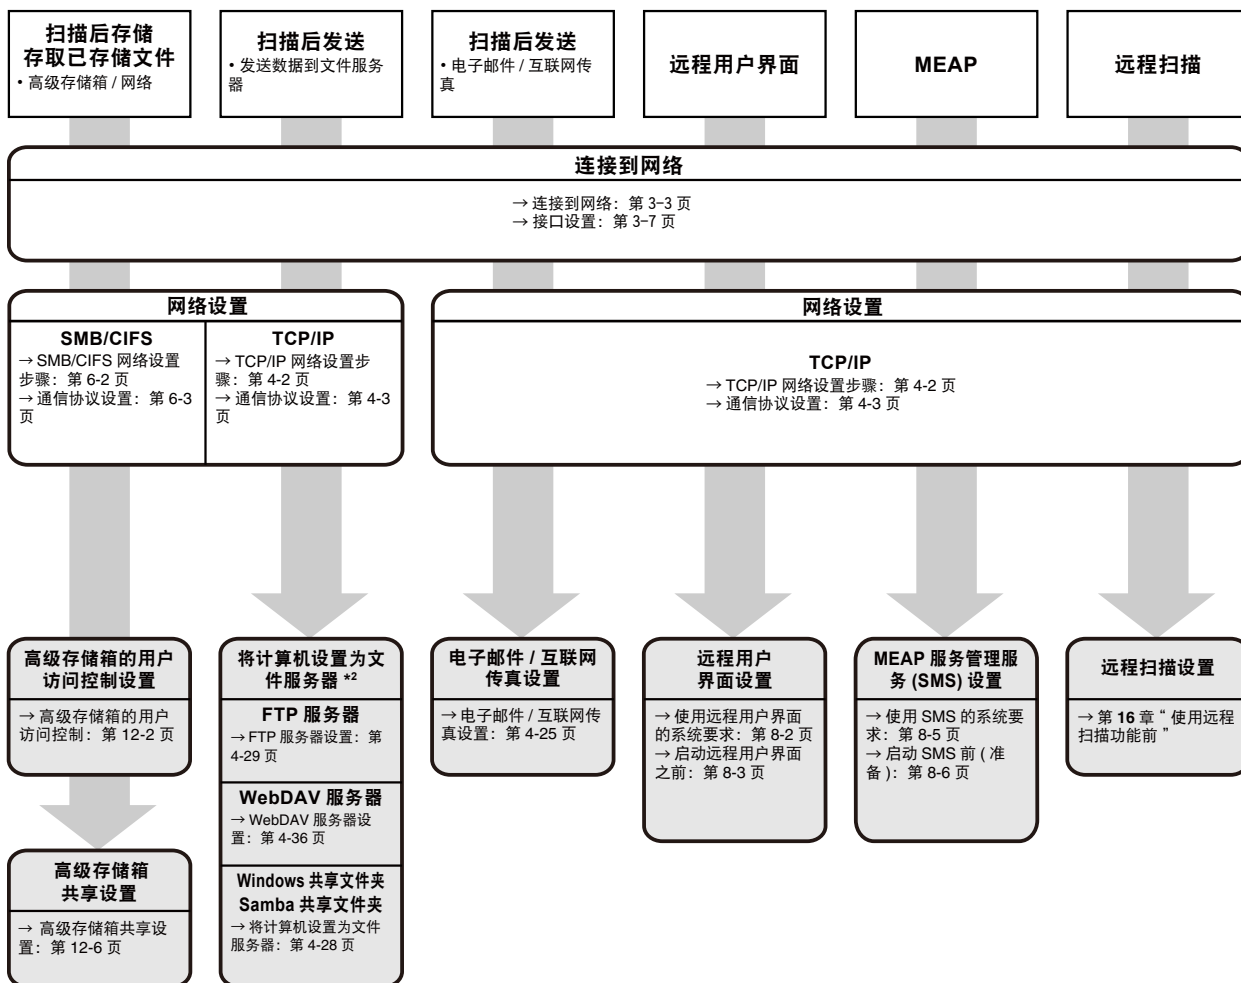 扫描后存储
存取已存储文件
• 高级存储箱 / 网络
扫描后发送
• 发送数据到文件服务
器
扫描后发送
• 电子邮件 / 互联网传
真
远程用户界面
MEAP
远程扫描
连接到网络
→ 连接到网络：第 3-3 页
→ 接口设置：第 3-7 页
网络设置
SMB/CIFS
→ SMB/CIFS 网络设置
步骤：第 6-2 页
→ 通信协议设置：第 6-3
页
TCP/IP
→ TCP/IP 网络设置步
骤：第 4-2 页
→ 通信协议设置：第 4-3
页
网络设置
TCP/IP
→ TCP/IP 网络设置步骤：第 4-2 页
→ 通信协议设置：第 4-3 页
高级存储箱的用户
访问控制设置
→ 高级存储箱的用户
访问控制：第 12-2 页
高级存储箱
共享设置
→ 高级存储箱共享设
置：第 12-6 页
将计算机设置为文
件服务器 *2
FTP 服务器
→ FTP 服务器设置：第
4-29 页
WebDAV 服务器
→ WebDAV 服务器设
置：第 4-36 页
Windows 共享文件夹
Samba 共享文件夹
→ 将计算机设置为文件
服务器：第 4-28 页
电子邮件 / 互联网
传真设置
→ 电子邮件 / 互联网传
真设置：第 4-25 页
远程用户
界面设置
→ 使用远程用户界面
的系统要求：第 8-2 页
→ 启动远程用户界面
之前：第 8-3 页
MEAP 服务管理服
务 (SMS) 设置
→ 使用 SMS 的系统要
求：第 8-5 页
→ 启动 SMS 前 ( 准
备 )：第 8-6 页
远程扫描设置
→ 第 16 章 “ 使用远程
扫描功能前 ”